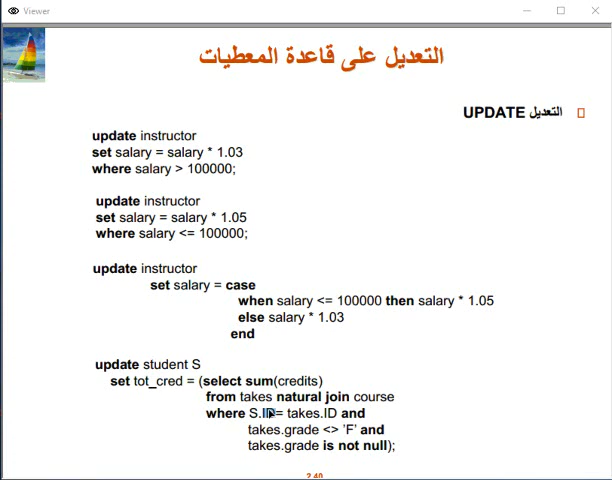 Viewer
التعديل على قاعدة المعطيات
التعديل UPDATE
update instructor
set salary = salary * 1.03
where salary > 100000;
update instructor
set salary = salary * 1.05
where salary <= 100000;
update instructor
set salary = case
when salary <= 100000 then salary * 1.05
else salary * 1.03
end
update student S
set tot_cred = (select sum(credits)
from takes natural join course
where S.ID= takes.ID and
takes.grade <> 'F' and
takes.grade is not null);
2.40